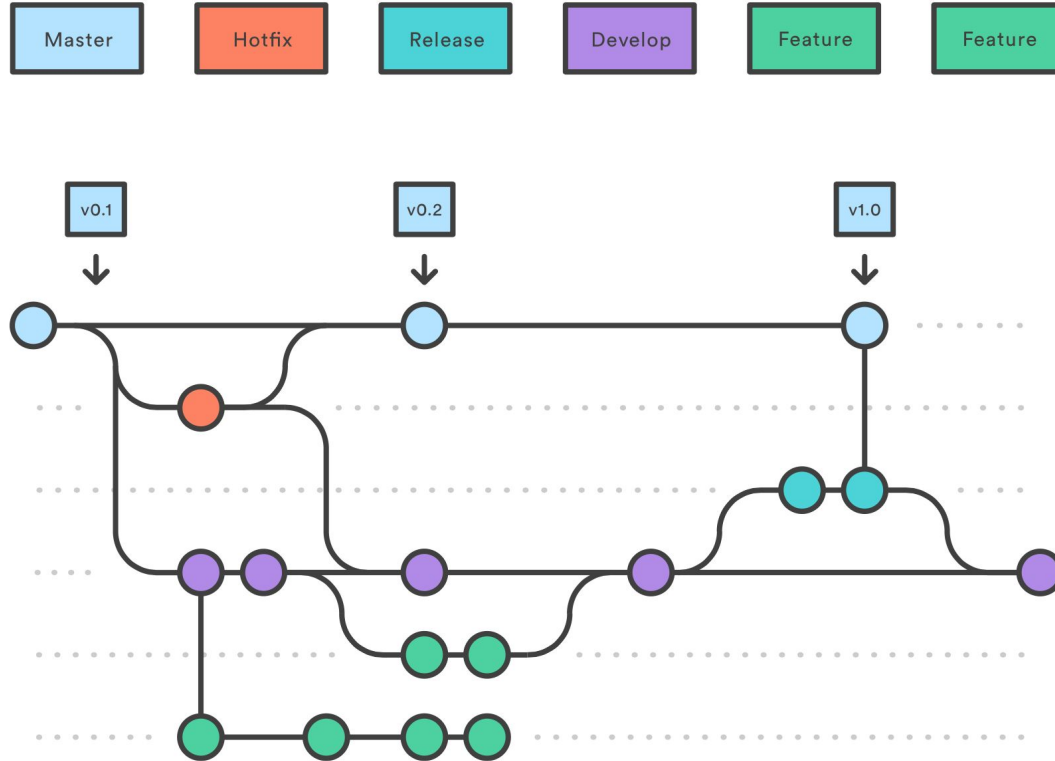 Master
Hotfix
Release
Develop
Feature
Feature
v0.1
v0.2
v1.0